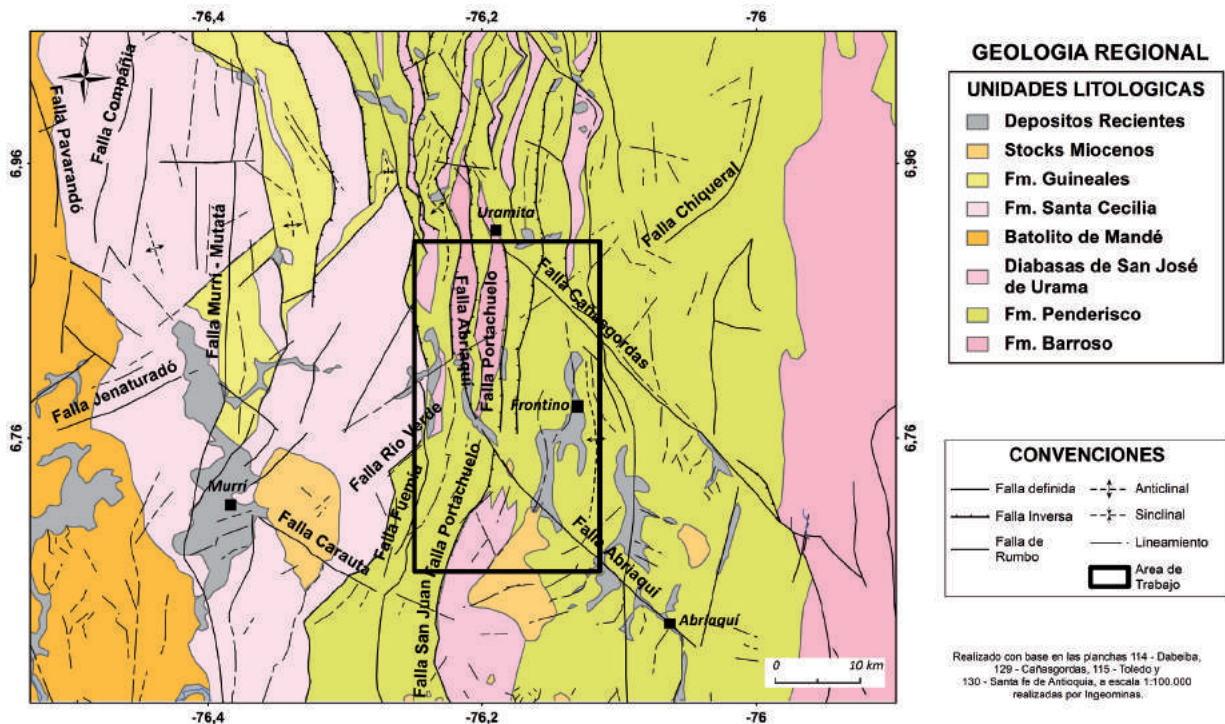 -76,4
-76,2
-76
6,96
6,76
6,96
6,76
-76,4
-76,2
-76
N
Falla Pavarandó
Falla Compañia
Falla Murrí - Mutatá
Falla Jenaturadó
Murrí
Falla Carauta
Falla Rio Verde
Falla Fuemia
Falla San Juan
Falla Portachuelo
Uramita
Falla Abriaquí
Falla Portachuelo
Falla Cañasgordas
Falla Chiqueral
Frontino
Falla Abriaquí
Abriaquí
0 10 km
GEOLOGIA REGIONAL
UNIDADES LITOLOGICAS
Depositos Recientes
Stocks Miocenos
Fm. Guineales
Fm. Santa Cecilia
Batolito de Mandé
Diabasas de San José
de Urama
Fm. Penderisco
Fm. Barroso
CONVENCIONES
Falla definida
Falla Inversa
Falla de
Rumbo
Anticlinal
Sinclinal
Lineamiento
Area de
Trabajo
Realizado con base en las planchas 114 - Dabeiba,
129 - Cañasgordas, 115 - Toledo y
130 - Santa fe de Antioquia, a escala 1:100.000
realizadas por Ingeominas.